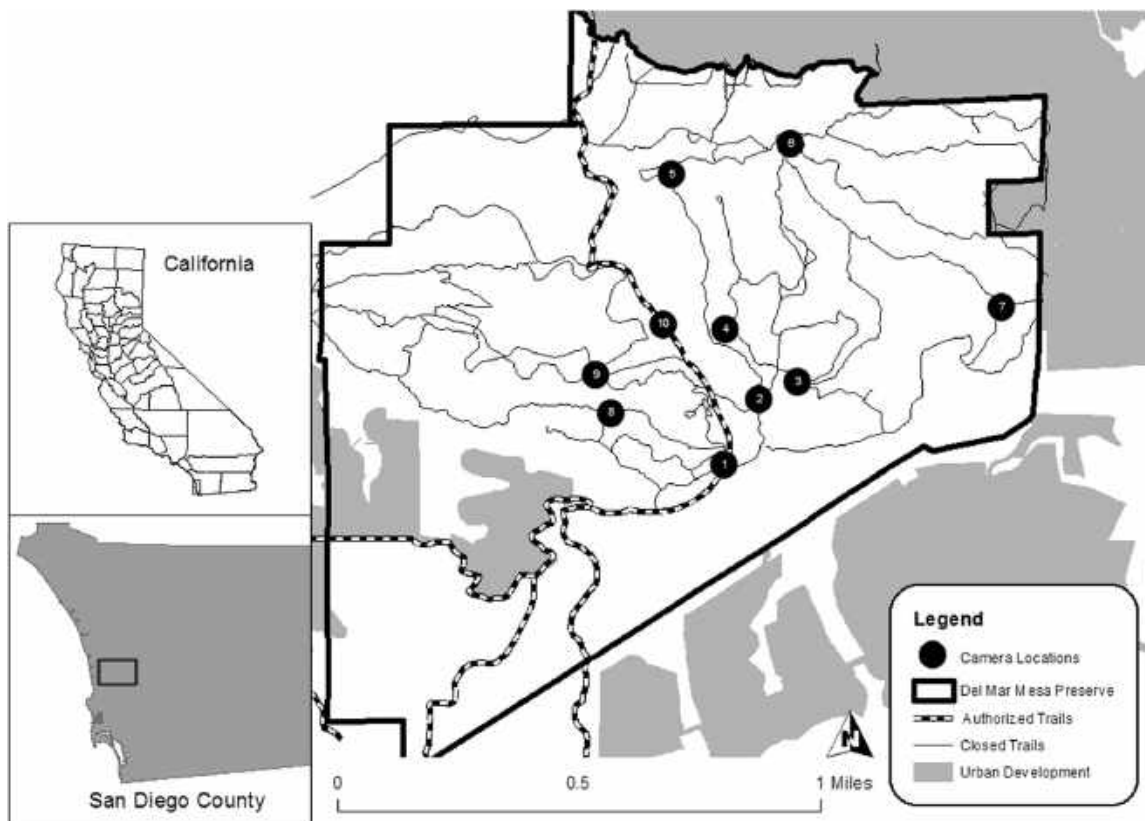 6
5
7
10
4
9
3
2
8
1
California
San Diego County
N
0 0.5 1 Miles
Legend
Camera Locations
Del Mar Mesa Preserve
Authorized Trails
Closed Trails
Urban Development